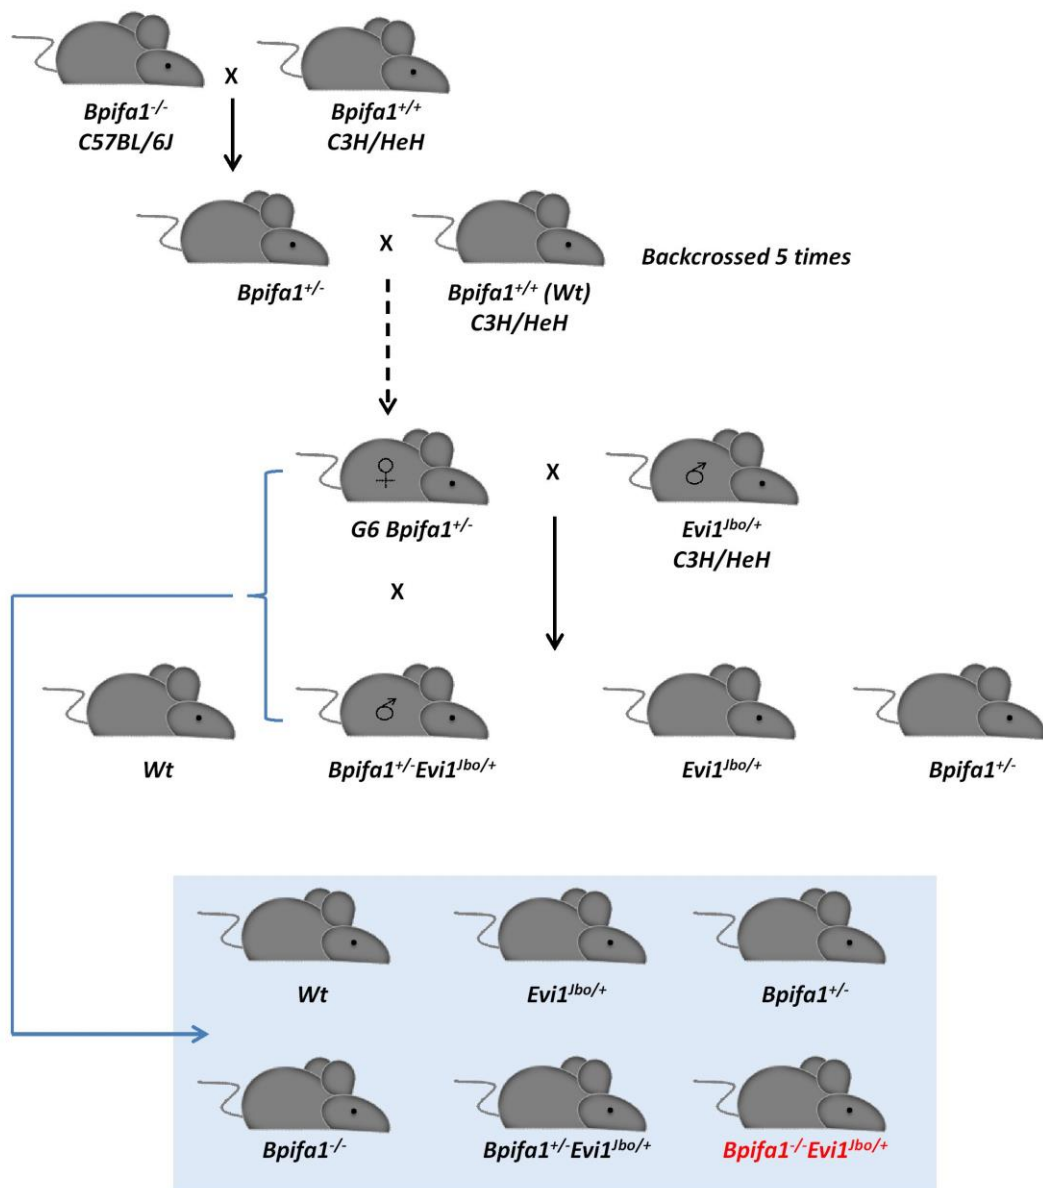 X
Bpifa1⁻/⁻
C57BL/6J
Bpifa1⁺/⁺
C3H/HeH
X
Backcrossed 5 times
Bpifa1⁺/⁻
Bpifa1⁺/⁺ (Wt)
C3H/HeH
♀
X
♂
G6 Bpifa1⁺/⁻
Evi1ᴶᵇᵒ/⁺
C3H/HeH
X
♂
Wt
Bpifa1⁺/⁻Evi1ᴶᵇᵒ/⁺
Evi1ᴶᵇᵒ/⁺
Bpifa1⁺/⁻
Wt
Evi1ᴶᵇᵒ/⁺
Bpifa1⁺/⁻
Bpifa1⁻/⁻
Bpifa1⁺/⁻Evi1ᴶᵇᵒ/⁺
Bpifa1⁻/⁻Evi1ᴶᵇᵒ/⁺